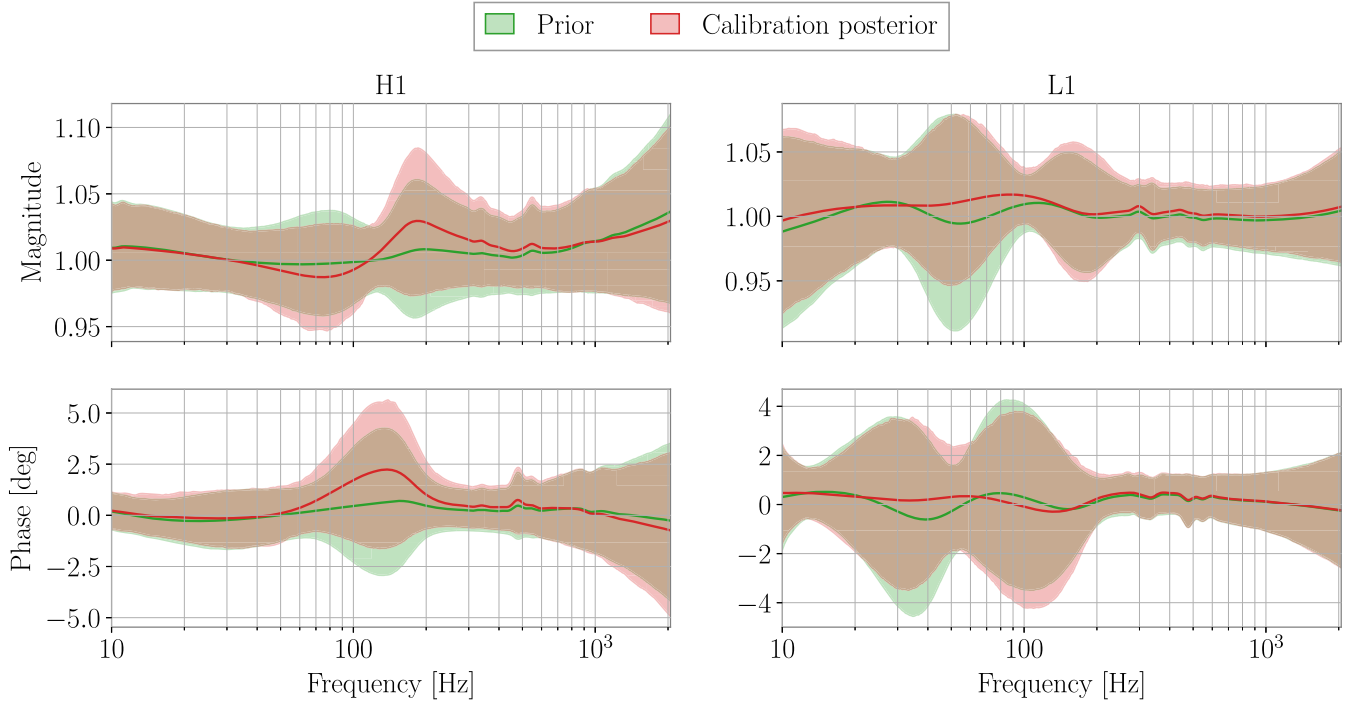 Prior Calibration posterior
H1 L1
Magnitude
1.10
1.05
1.00
0.95
1.05
1.00
0.95
Phase [deg]
5.0
2.5
0.0
−2.5
−5.0
4
2
0
−2
−4
10 100 10³
10 100 10³
Frequency [Hz] Frequency [Hz]